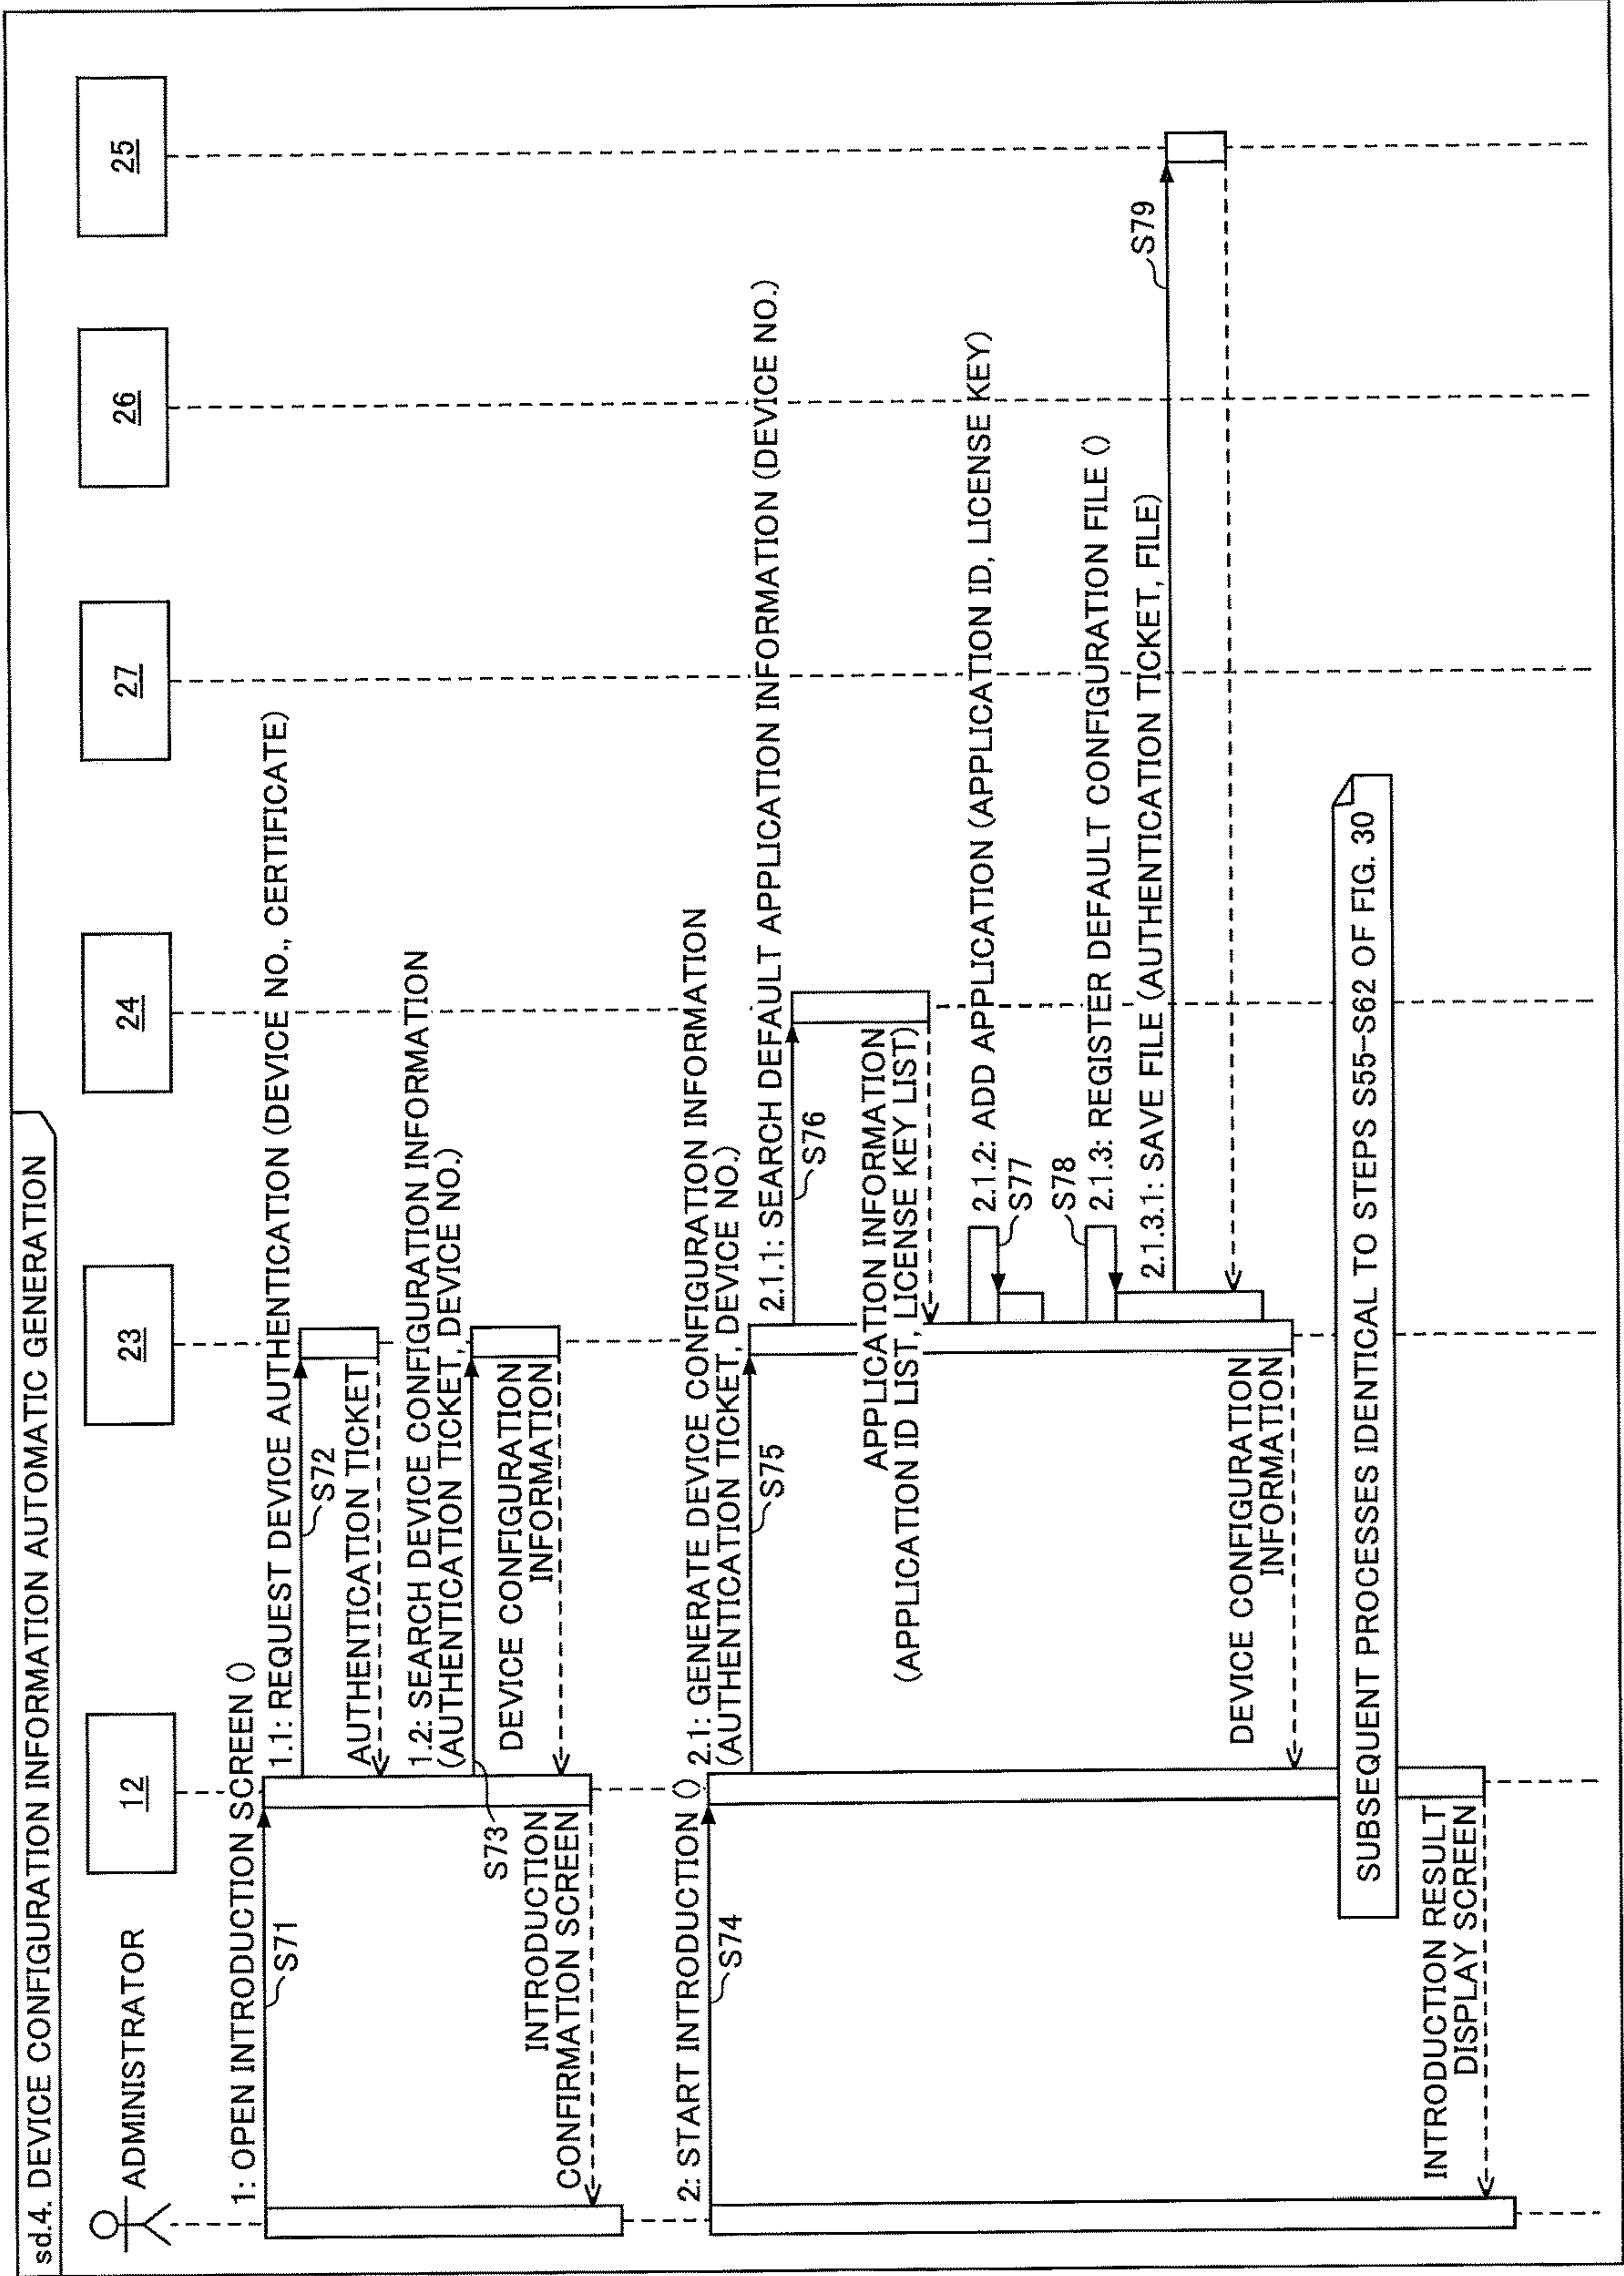 sd.4. DEVICE CONFIGURATION INFORMATION AUTOMATIC GENERATION
ADMINISTRATOR
12
23
24
27
26
25
1: OPEN INTRODUCTION SCREEN ()
S71
1.1: REQUEST DEVICE AUTHENTICATION (DEVICE NO., CERTIFICATE)
S72
AUTHENTICATION TICKET
1.2: SEARCH DEVICE CONFIGURATION INFORMATION
(AUTHENTICATION TICKET, DEVICE NO.)
S73
DEVICE CONFIGURATION
INFORMATION
INTRODUCTION
CONFIRMATION SCREEN
2: START INTRODUCTION ()
S74
2.1: GENERATE DEVICE CONFIGURATION INFORMATION
(AUTHENTICATION TICKET, DEVICE NO.)
S75
2.1.1: SEARCH DEFAULT APPLICATION INFORMATION (DEVICE NO.)
S76
APPLICATION INFORMATION
(APPLICATION ID LIST, LICENSE KEY LIST)
2.1.2: ADD APPLICATION (APPLICATION ID, LICENSE KEY)
S77
S78
2.1.3: REGISTER DEFAULT CONFIGURATION FILE ()
2.1.3.1: SAVE FILE (AUTHENTICATION TICKET, FILE)
S79
DEVICE CONFIGURATION
INFORMATION
SUBSEQUENT PROCESSES IDENTICAL TO STEPS S55-S62 OF FIG. 30
INTRODUCTION RESULT
DISPLAY SCREEN